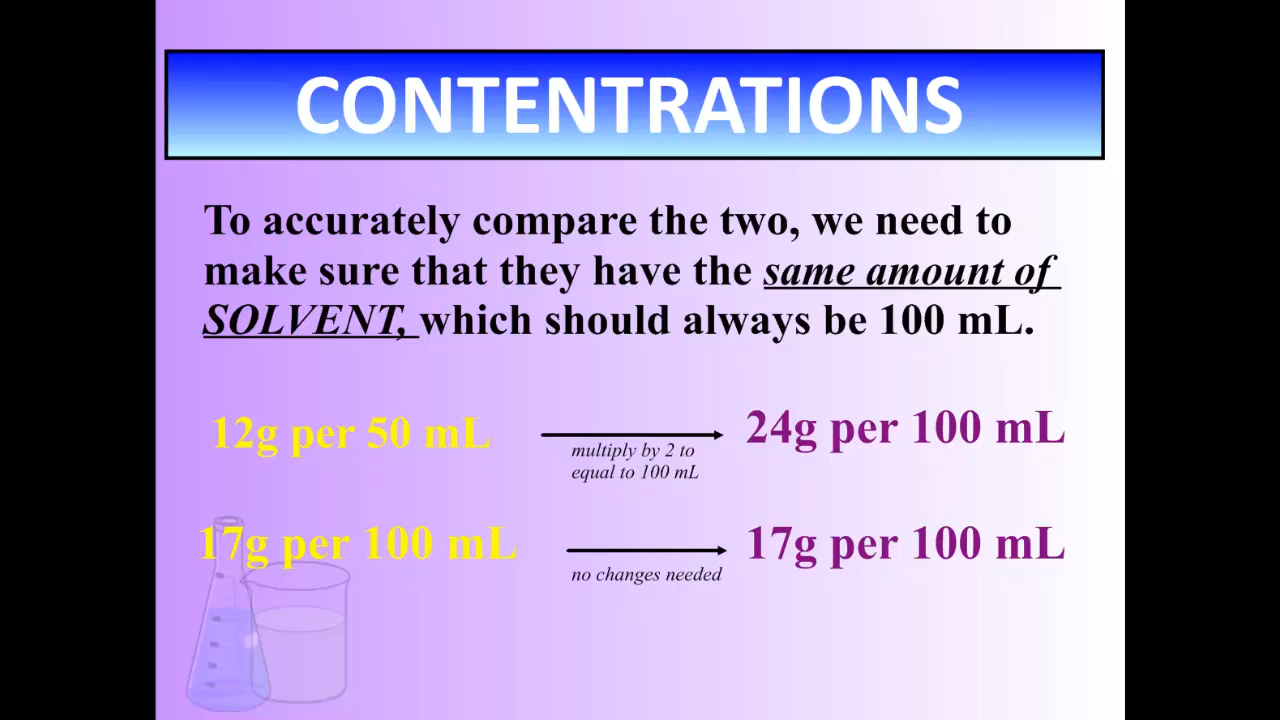 CONTENTRATIONS
To accurately compare the two, we need to
make sure that they have the same amount of
SOLVENT, which should always be 100 mL.
12g per 50 mL
multiply by 2 to
equal to 100 mL
24g per 100 mL
17g per 100 mL
no changes needed
17g per 100 mL